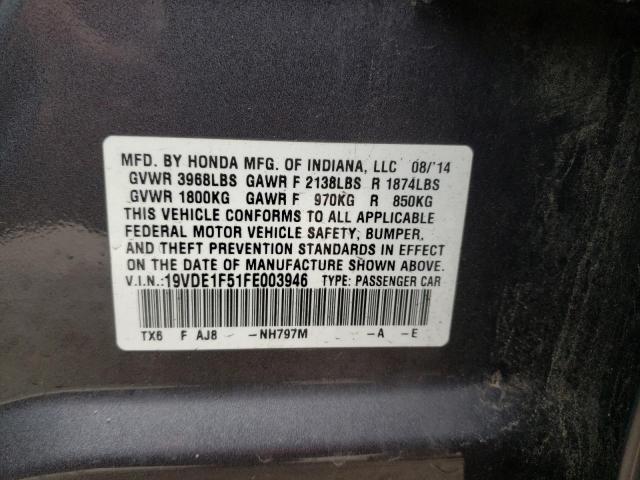 MFD. BY HONDA MFG. OF INDIANA, LLC 08/'14
GVWR 3968LBS GAWR F 2138LBS R 1874LBS
GVWR 1800KG GAWR F 970KG R 850KG
THIS VEHICLE CONFORMS TO ALL APPLICABLE
FEDERAL MOTOR VEHICLE SAFETY, BUMPER,
AND THEFT PREVENTION STANDARDS IN EFFECT
ON THE DATE OF MANUFACTURE SHOWN ABOVE.
V.I.N.:19VDE1F51FE003946 TYPE: PASSENGER CAR
TX6 F AJ8 -NH797M -A -E